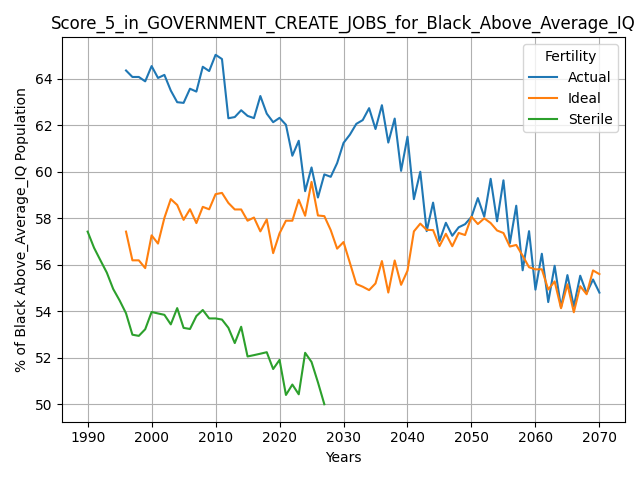 Score_5_in_GOVERNMENT_CREATE_JOBS_for_Black_Above_Average_IQ
% of Black Above_Average_IQ Population
64
62
60
58
56
54
52
50
Fertility
Actual
Ideal
Sterile
1990 2000 2010 2020 2030 2040 2050 2060 2070
Years